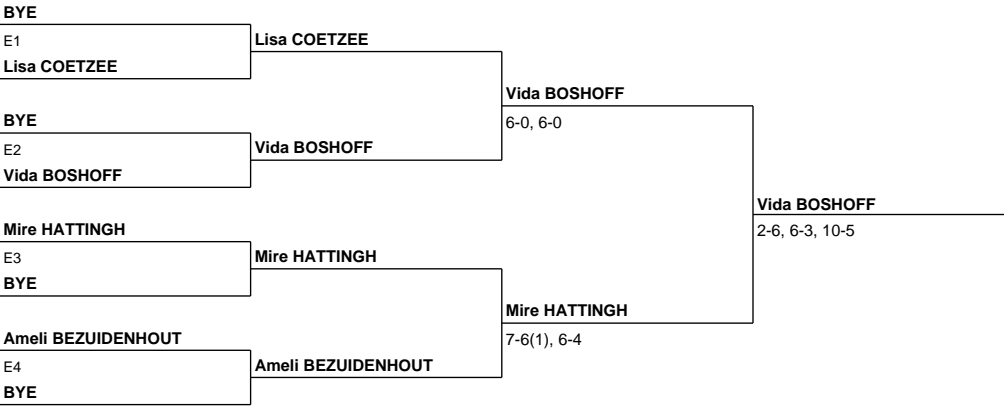 BYE
E1
Lisa COETZEE
Lisa COETZEE
BYE
E2
Vida BOSHOFF
Vida BOSHOFF
Vida BOSHOFF
6-0, 6-0
Mire HATTINGH
E3
BYE
Mire HATTINGH
Ameli BEZUIDENHOUT
E4
BYE
Ameli BEZUIDENHOUT
Mire HATTINGH
7-6(1), 6-4
Vida BOSHOFF
2-6, 6-3, 10-5